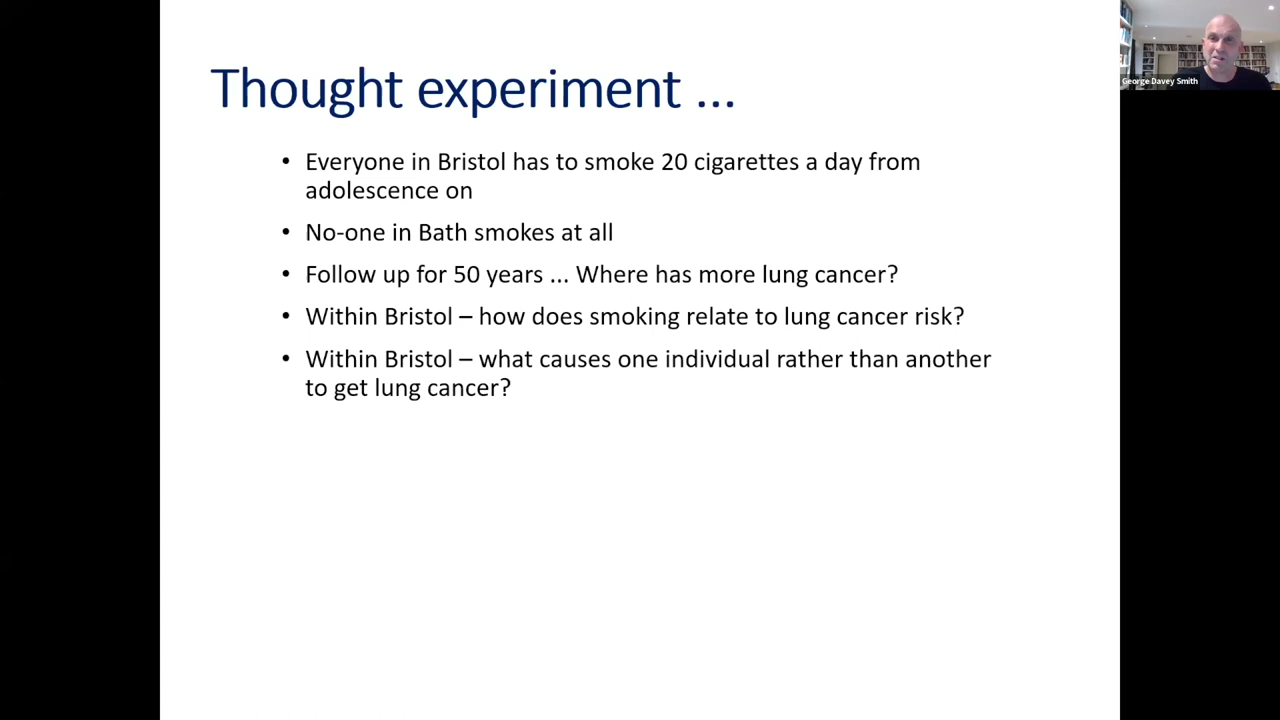 Thought experiment ...
• Everyone in Bristol has to smoke 20 cigarettes a day from
adolescence on
• No-one in Bath smokes at all
• Follow up for 50 years ... Where has more lung cancer?
• Within Bristol – how does smoking relate to lung cancer risk?
• Within Bristol – what causes one individual rather than another
to get lung cancer?
George Davey Smith